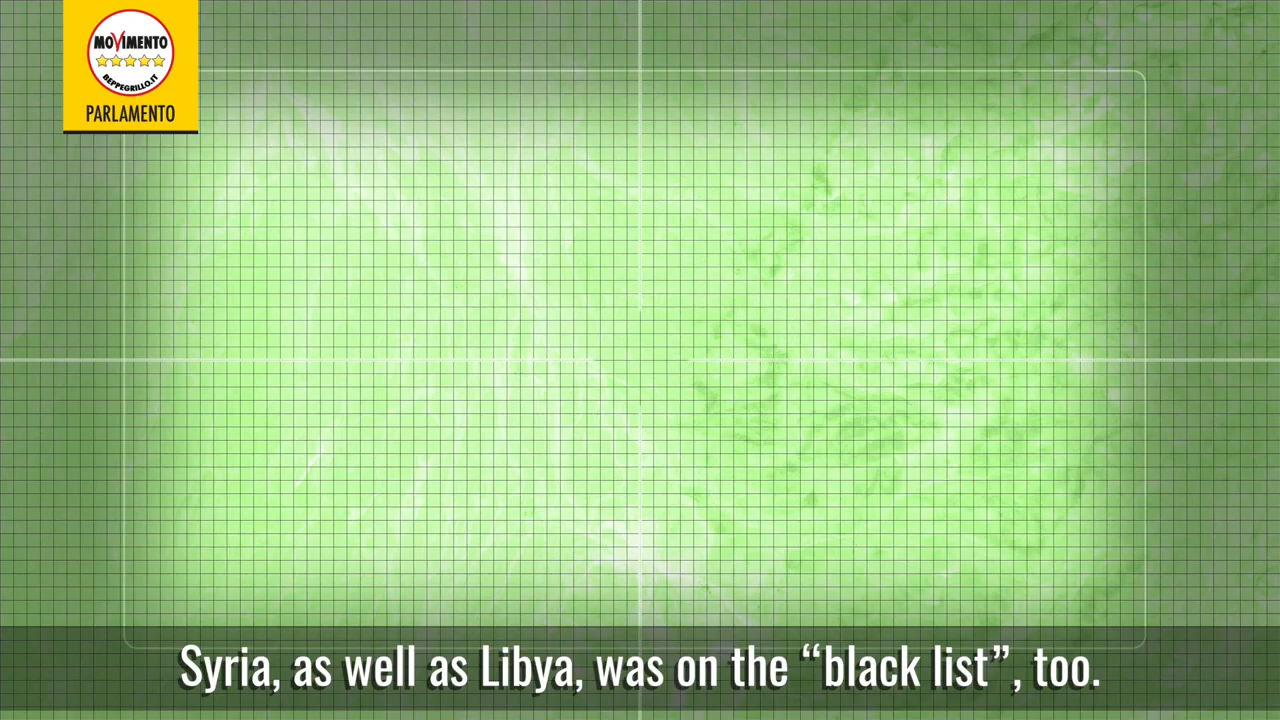 MOVIMENTO
BEPPEGRILLO.IT
PARLAMENTO
Syria, as well as Libya, was on the “black list”, too.